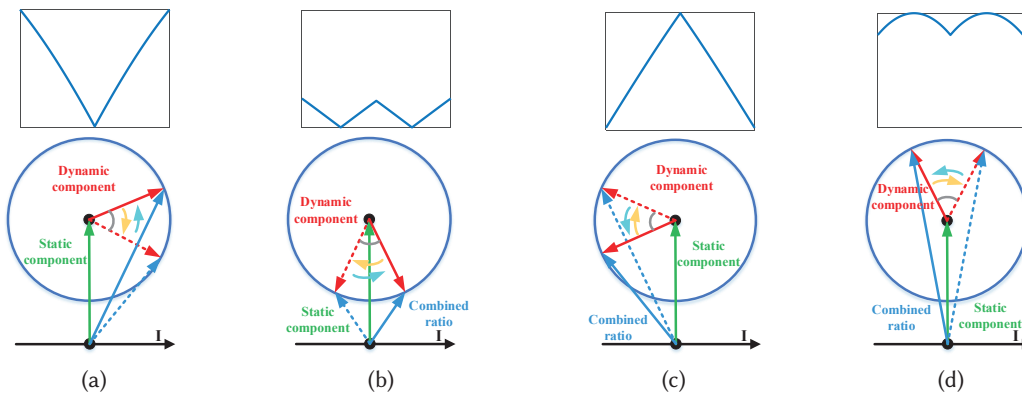 Dynamic
component
Static
component
I
(a)
Dynamic
component
Static
component
Combined
ratio
I
(b)
Dynamic
component
Static
component
Combined
ratio
I
(c)
Dynamic
component
Combined
ratio
Static
component
I
(d)